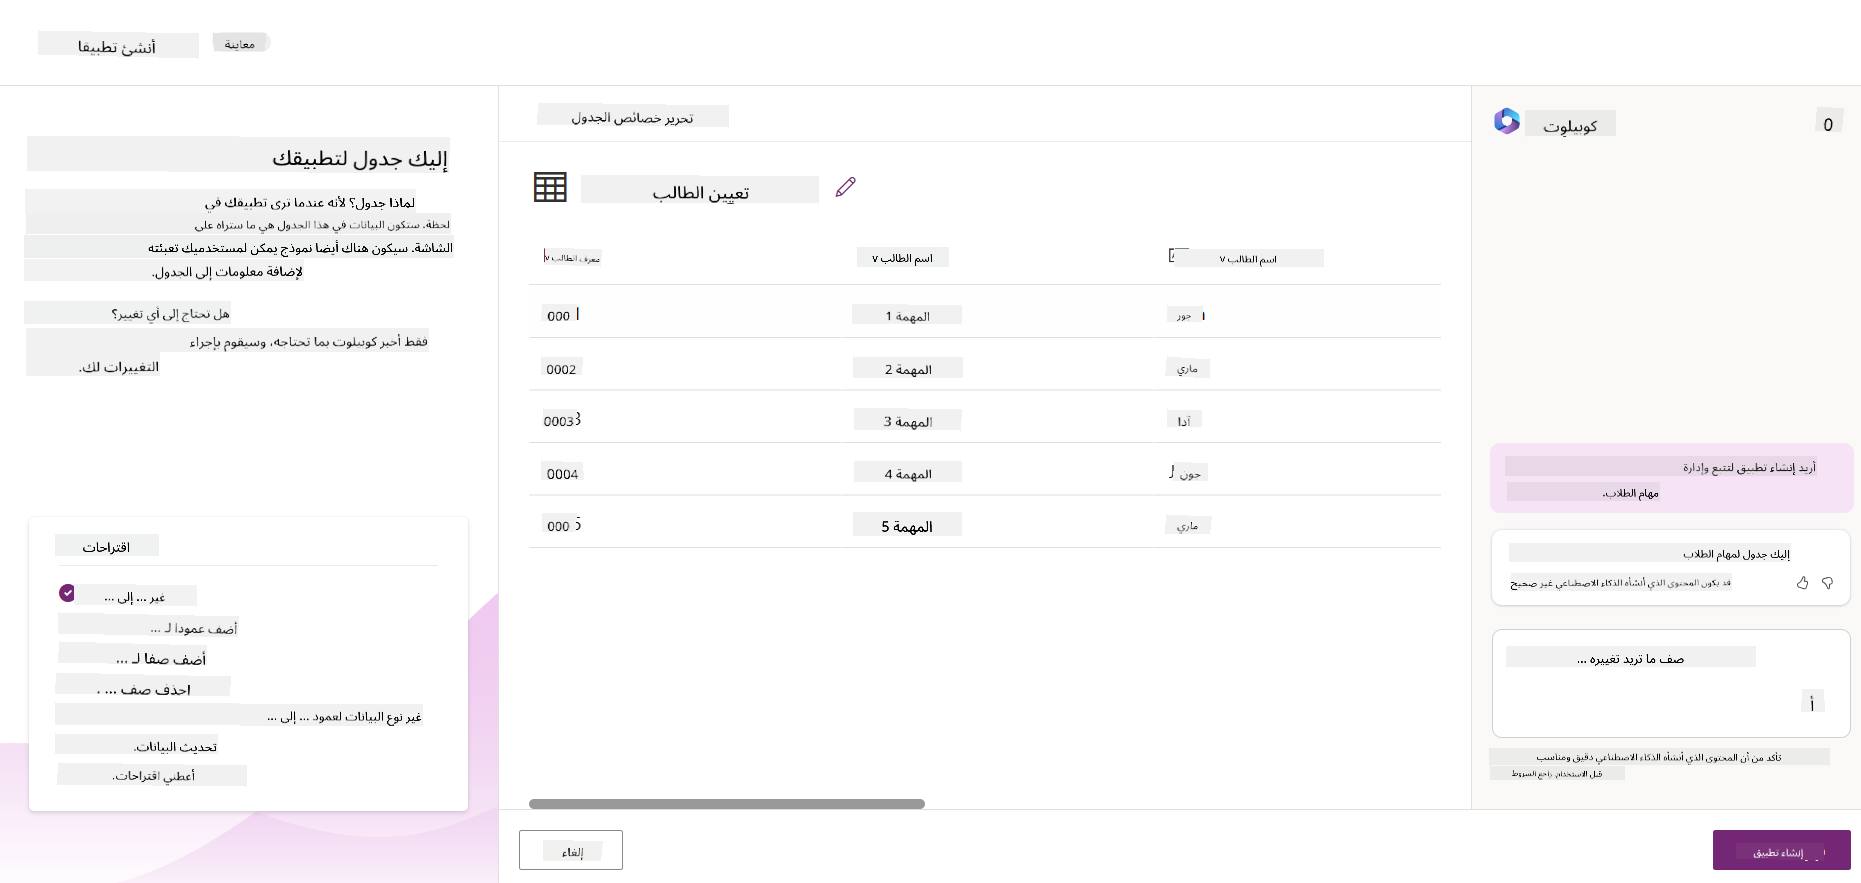 أنشئ تطبيقا
معاينة
إليك جدول لتطبيقك
لماذا جدول؟ لأنه عندما ترى تطبيقك في
لحظة، ستكون البيانات في هذا الجدول هي ما ستراه على
الشاشة. سيكون هناك أيضا نموذج يمكن لمستخدميك تعبئته
لإضافة معلومات إلى الجدول.
هل تحتاج إلى أي تغيير؟
فقط أخبر كوبيلوت بما تحتاجه، وسيقوم بإجراء
التغييرات لك.
اقتراحات
غير ... إلى ...
أضف عمودا لـ ...
أضف صفا لـ ...
احذف صف ... .
غير نوع البيانات لعمود ... إلى ...
تحديث البيانات.
أعطني اقتراحات.
تحرير خصائص الجدول
تعيين الطالب
معرف الطالب v
اسم الطالب v
اسم الطالب v
000
المهمة 1
جور
0002
المهمة 2
ماري
0003
المهمة 3
آدا
0004
المهمة 4
جون
000
المهمة 5
ماري
إلغاء
كوبيلوت
0
أريد إنشاء تطبيق لتتبع وإدارة
مهام الطلاب.
إليك جدول لمهام الطلاب
قد يكون المحتوى الذي أنشأه الذكاء الاصطناعي غير صحيح
صف ما تريد تغييره ...
أ
تأكد من أن المحتوى الذي أنشأه الذكاء الاصطناعي دقيق ومناسب
قبل الاستخدام. راجع الشروط
إنشاء تطبيق